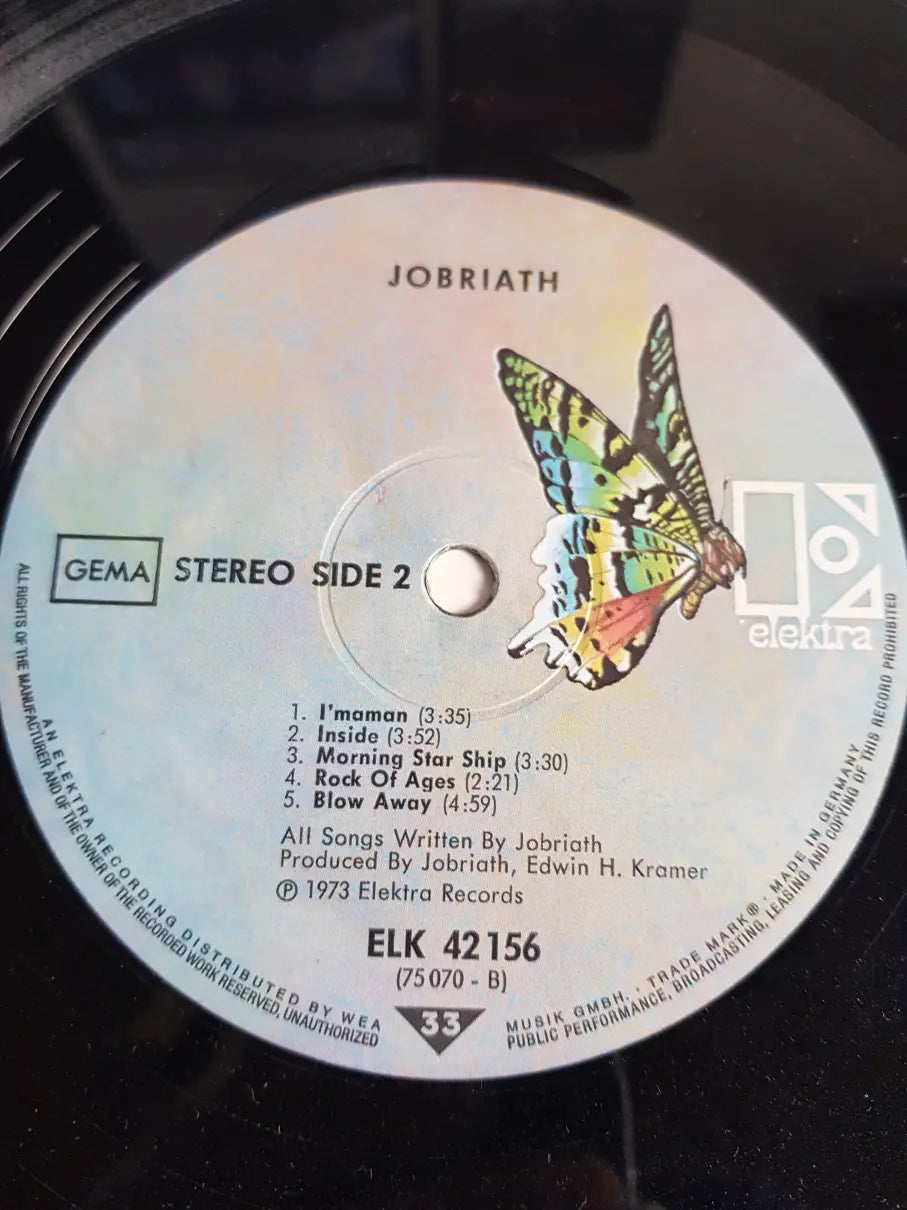 JOBRIATH
elektra
GEMA STEREO SIDE 2
1. I'maman (3:35)
2. Inside (3:52)
3. Morning Star Ship (3:30)
4. Rock Of Ages (2:21)
5. Blow Away (4:59)
All Songs Written By Jobriath
Produced By Jobriath, Edwin H. Kramer
Ⓟ 1973 Elektra Records
ELK 42 156
(75 070 - B)
33
AN ELEKTRA RECORDING DISTRIBUTED BY WEA MUSIK GMBH. · TRADE MARK ® · MADE IN GERMANY
ALL RIGHTS OF THE MANUFACTURER AND OF THE OWNER OF THE RECORDED WORK RESERVED, UNAUTHORIZED PUBLIC PERFORMANCE, BROADCASTING, LEASING AND COPYING OF THIS RECORD PROHIBITED